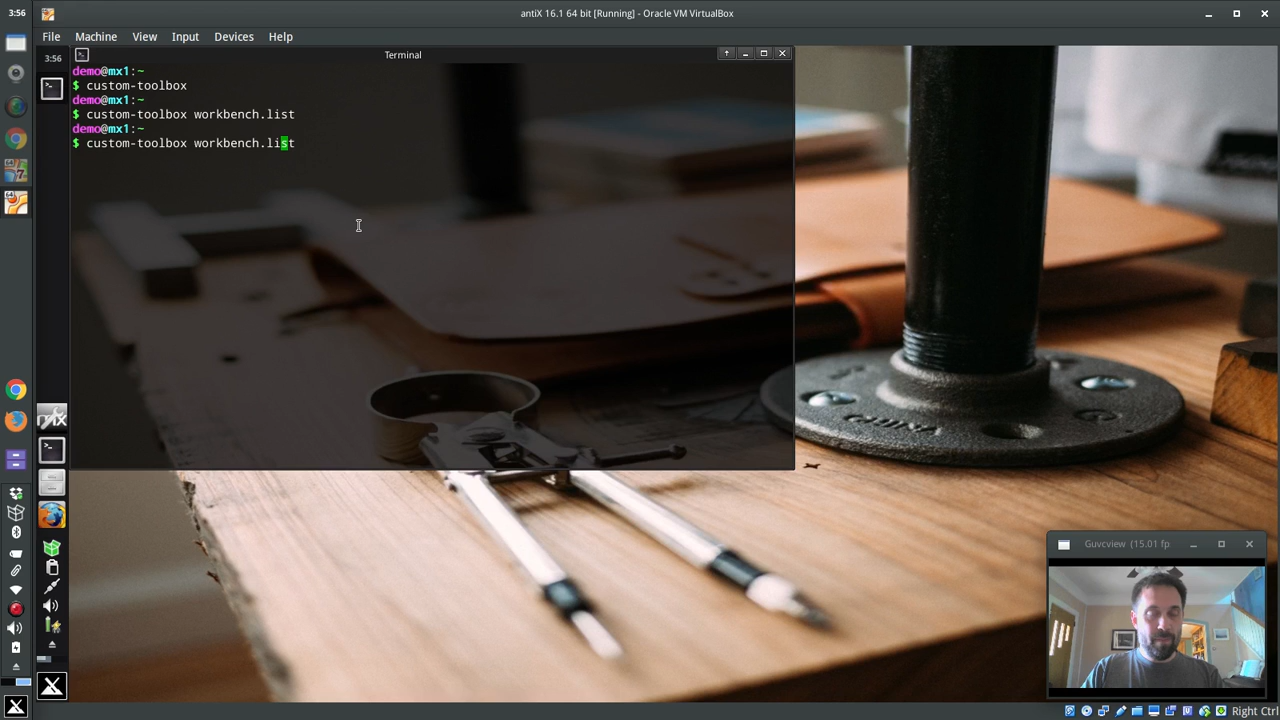 3:56
antiX 16.1 64 bit [Running] - Oracle VM VirtualBox
File Machine View Input Devices Help
3:56
Terminal
demo@mx1:~
$ custom-toolbox
demo@mx1:~
$ custom-toolbox workbench.list
demo@mx1:~
$ custom-toolbox workbench.list
CHINA
Guvcview (15.01 fp
Right Ctrl